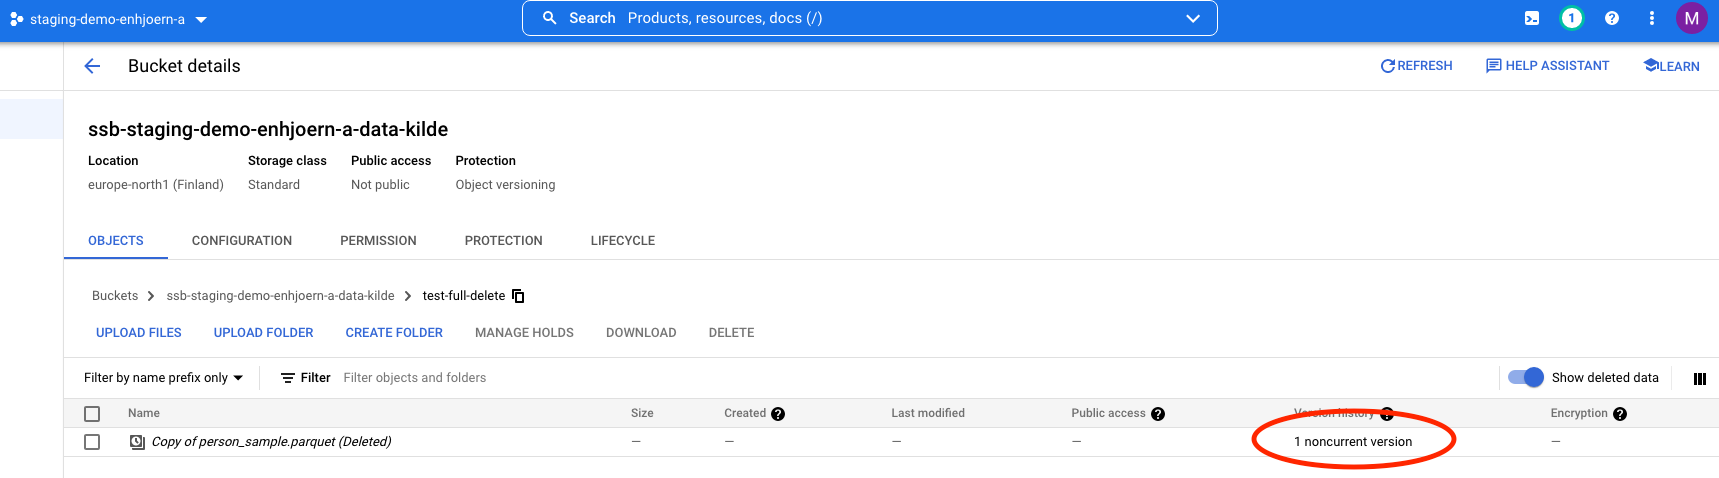 staging-demo-enhjoern-a
Search Products, resources, docs (/)
1
M
Bucket details
REFRESH
HELP ASSISTANT
LEARN
ssb-staging-demo-enhjoern-a-data-kilde
Location Storage class Public access Protection
europe-north1 (Finland) Standard Not public Object versioning
OBJECTS CONFIGURATION PERMISSION PROTECTION LIFECYCLE
Buckets > ssb-staging-demo-enhjoern-a-data-kilde > test-full-delete
UPLOAD FILES UPLOAD FOLDER CREATE FOLDER MANAGE HOLDS DOWNLOAD DELETE
Filter by name prefix only Filter Filter objects and folders Show deleted data
Name Size Created Last modified Public access Version history Encryption
Copy of person_sample.parquet (Deleted) — — — — 1 noncurrent version —